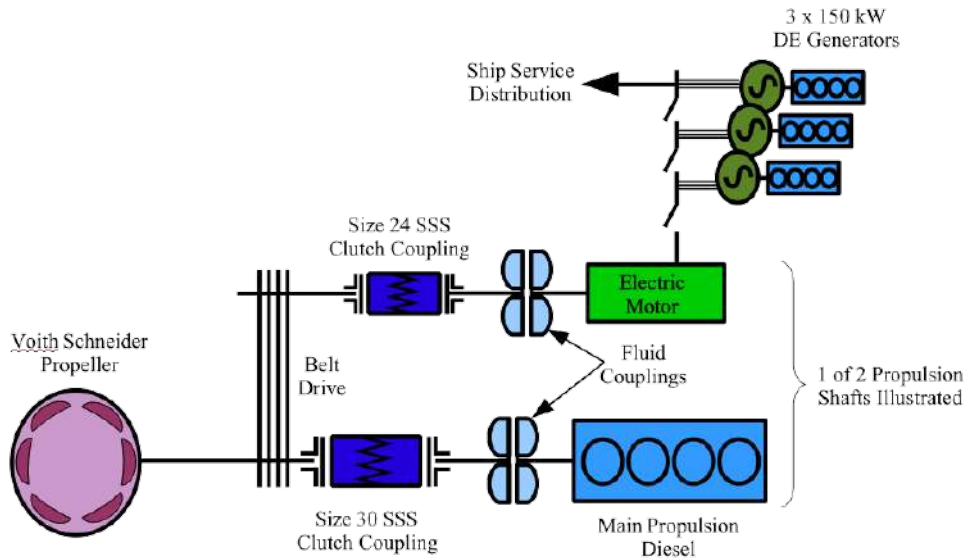 3 x 150 kW
DE Generators
Ship Service
Distribution
Size 24 SSS
Clutch Coupling
Electric
Motor
Voith Schneider
Propeller
Belt
Drive
Fluid
Couplings
1 of 2 Propulsion
Shafts Illustrated
Size 30 SSS
Clutch Coupling
Main Propulsion
Diesel